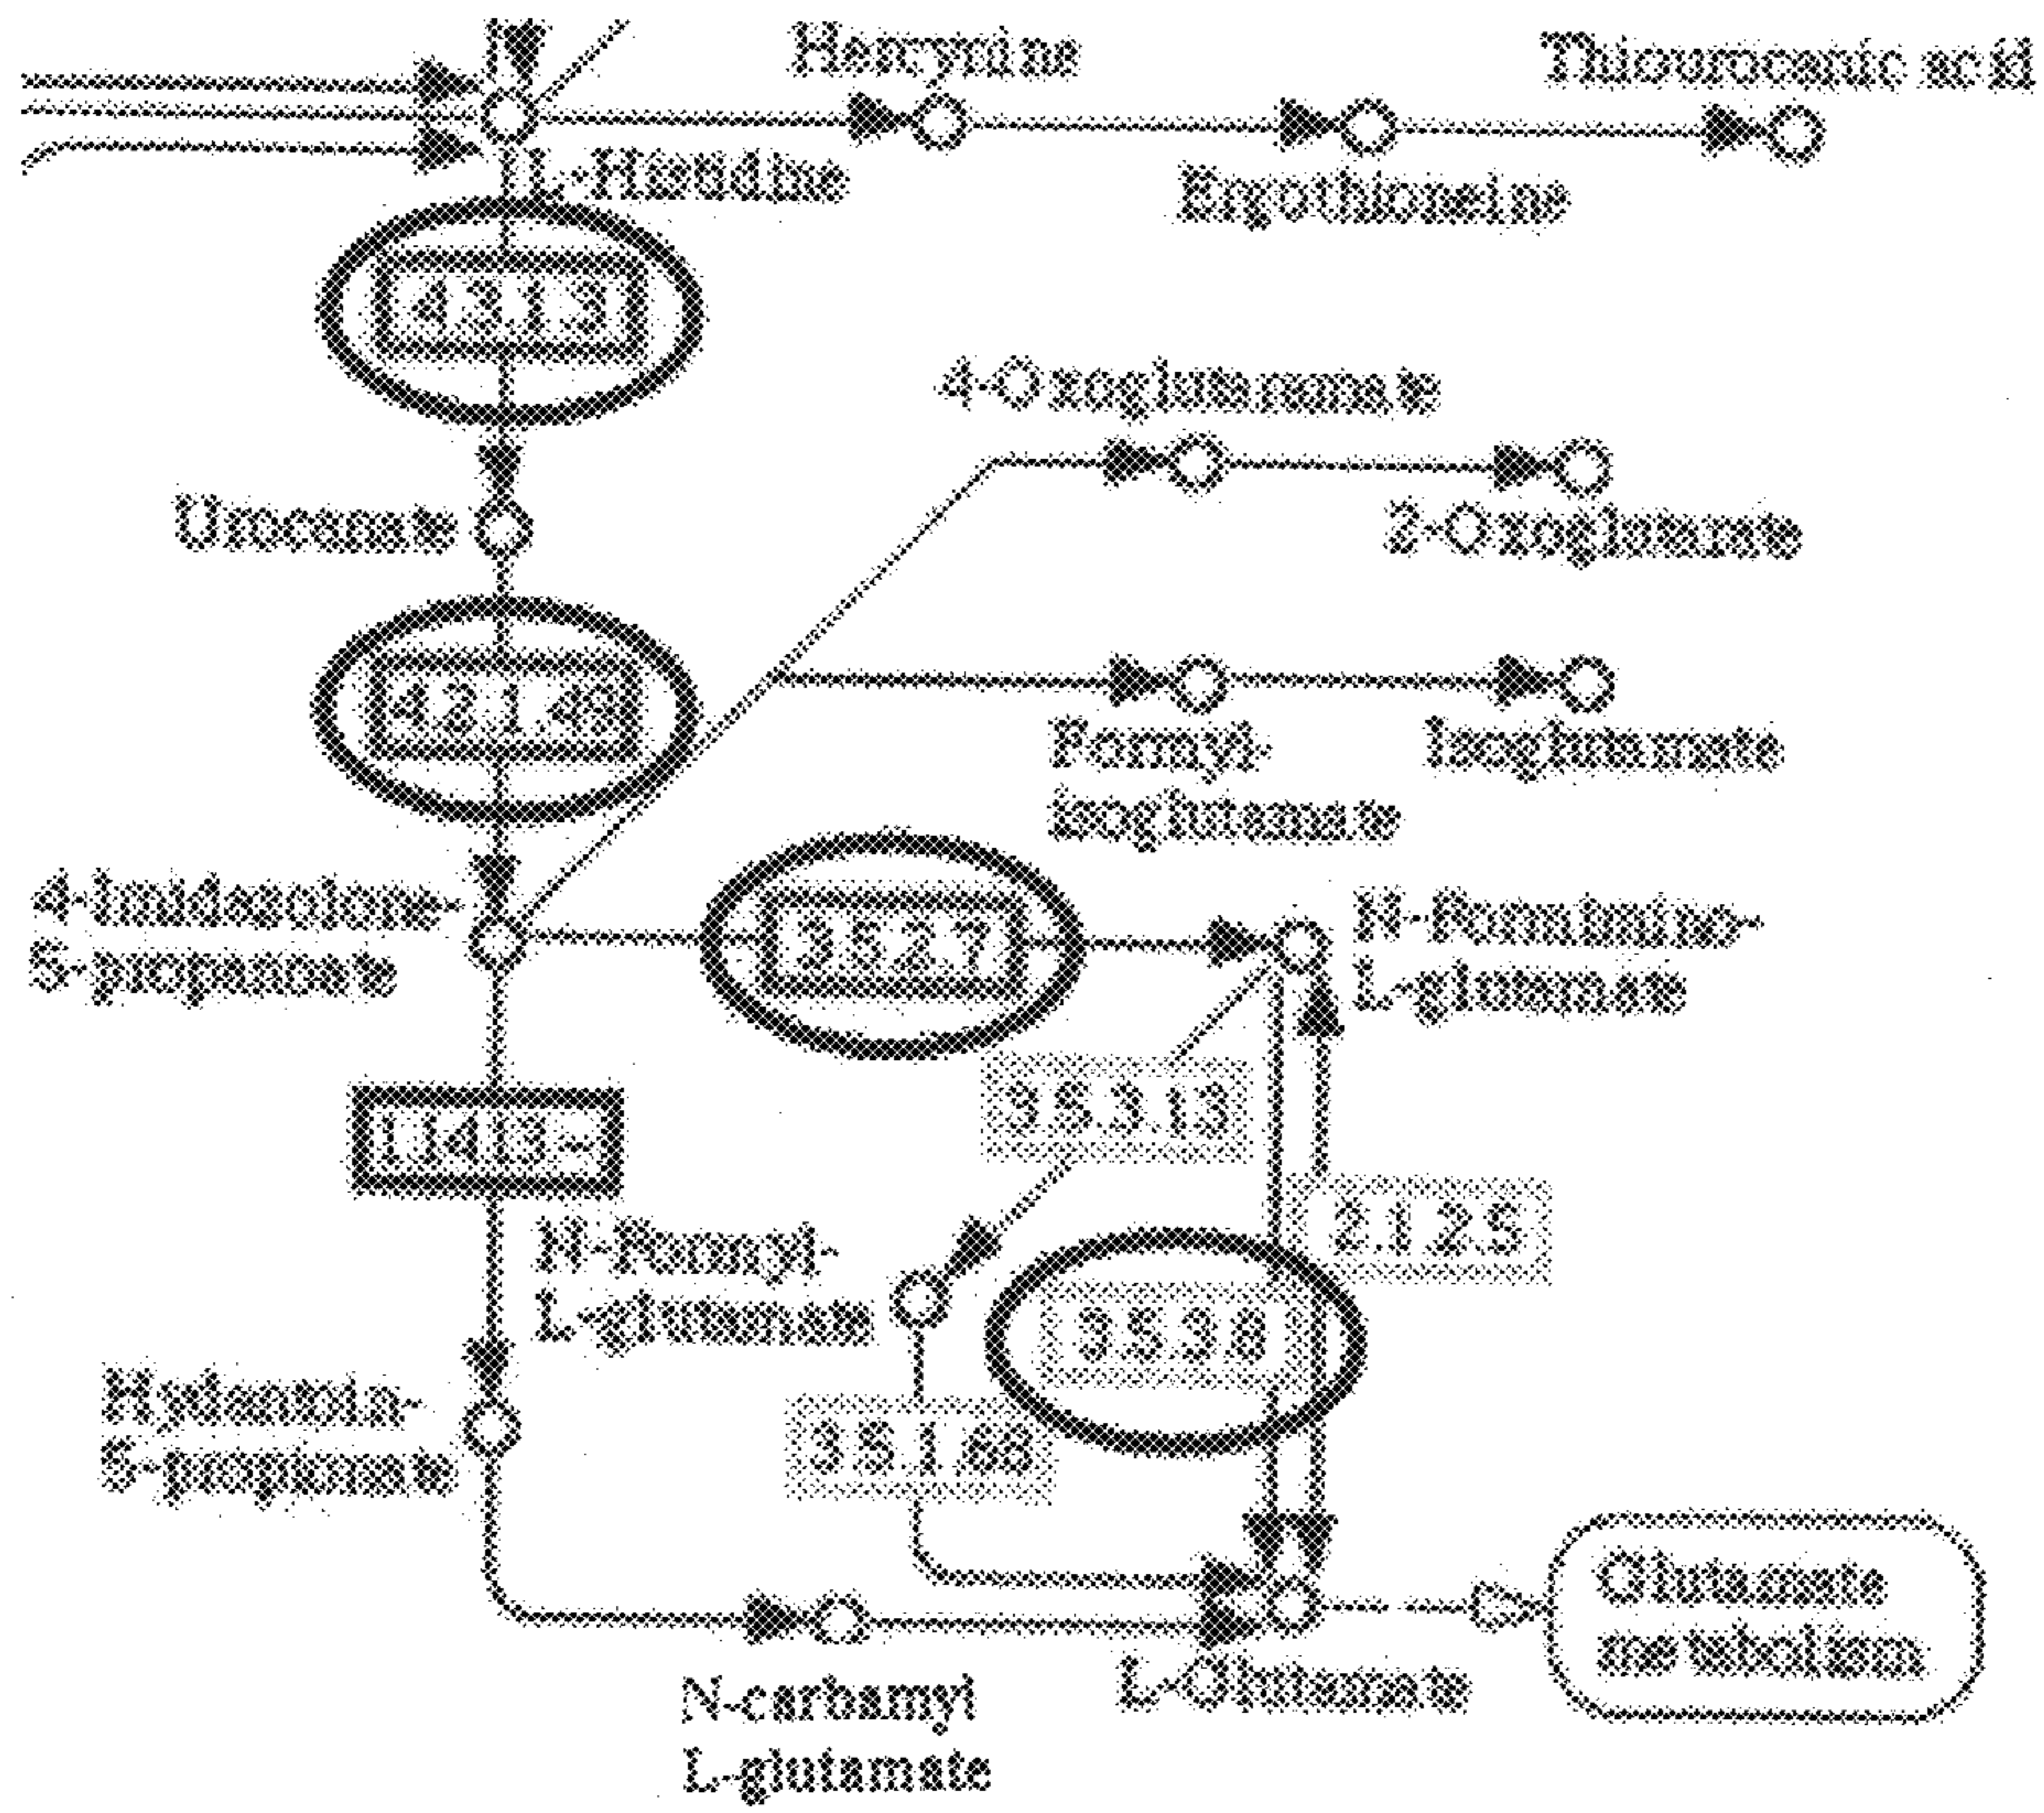 Hercynine
Thiourocanic acid
L-Histidine
Ergothioneine
4.3.1.3
4-Oxoglutaramate
Urocanate
2-Oxoglutarate
4.2.1.49
Formyl-
isoglutamate
Isoglutamate
4-Imidazolone-
5-propanoate
3.5.2.7
N-Formimino-
L-glutamate
3.5.3.13
1.14.13.-
2.1.2.5
N-Formyl-
L-glutamate
3.5.3.8
Hydantoin-
5-propionate
3.5.1.68
Glutamate
metabolism
L-Glutamate
N-carbamyl
L-glutamate